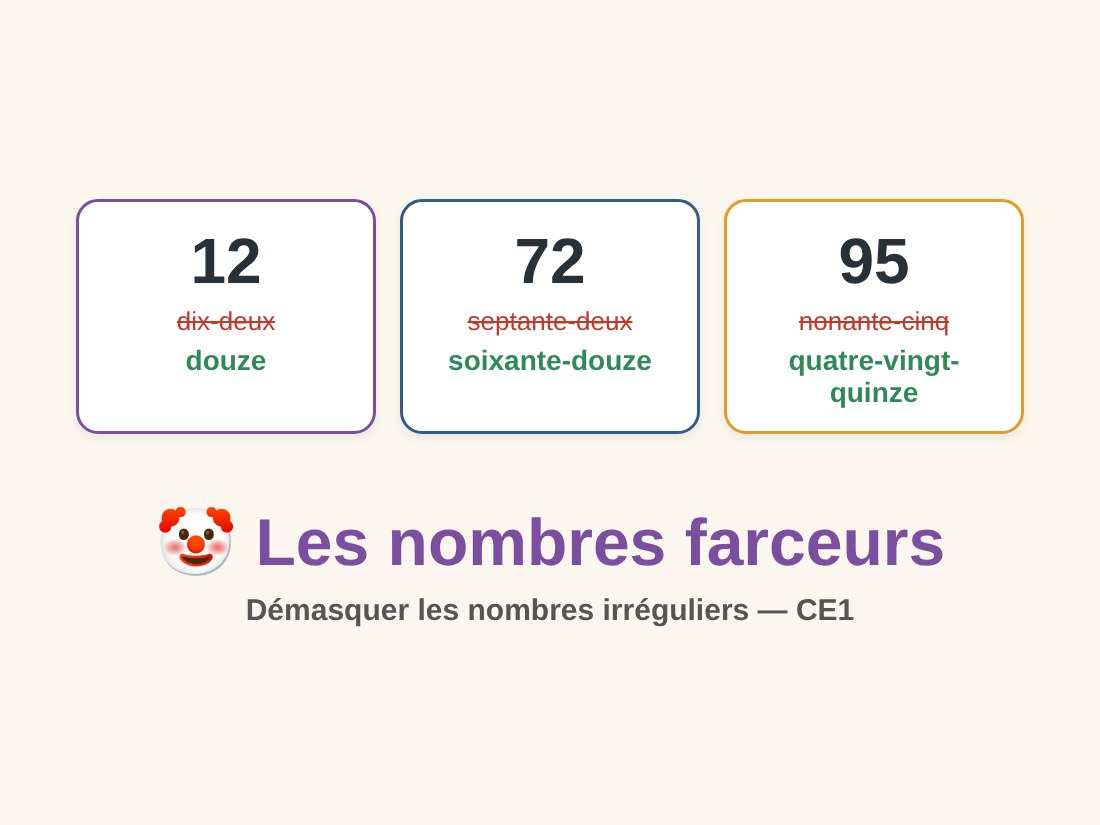 12
dix-deux
douze
72
septante-deux
soixante-douze
95
nonante-cinq
quatre-vingt-
quinze
🤡 Les nombres farceurs
Démasquer les nombres irréguliers — CE1